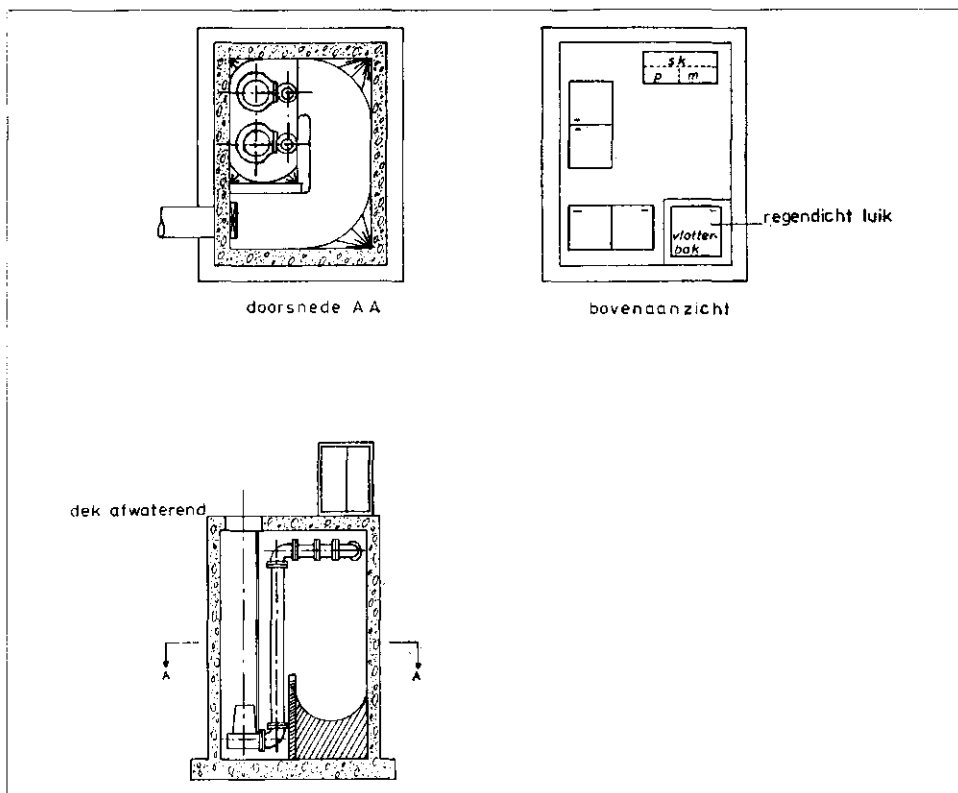 sk
p m
regendicht luik
vlotter-
bak
doorsnede AA
bovenaanzicht
dek afwaterend
A A